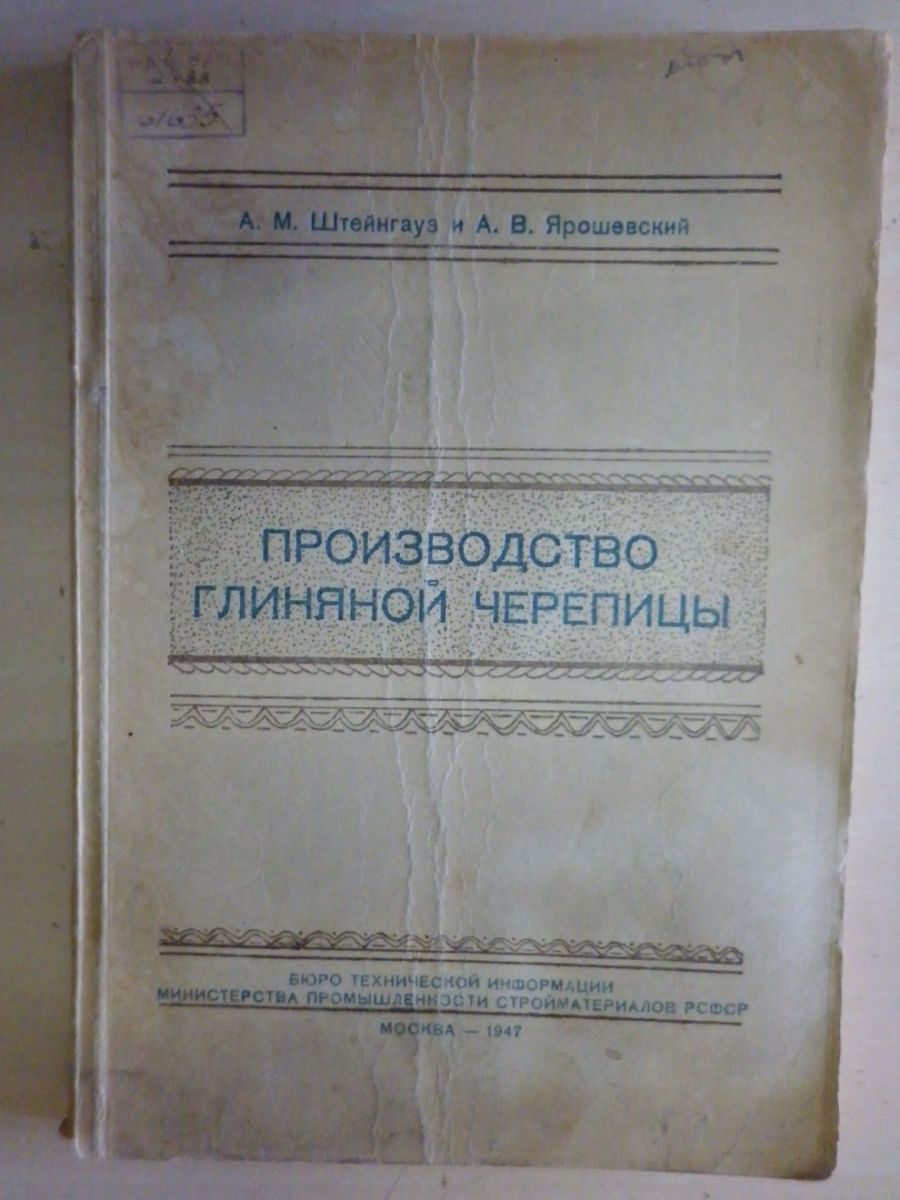 А. М. Штейнгауз и А. В. Ярошевский
ПРОИЗВОДСТВО
ГЛИНЯНОЙ ЧЕРЕПИЦЫ
БЮРО ТЕХНИЧЕСКОЙ ИНФОРМАЦИИ
МИНИСТЕРСТВА ПРОМЫШЛЕННОСТИ СТРОЙМАТЕРИАЛОВ РСФСР
МОСКВА — 1947